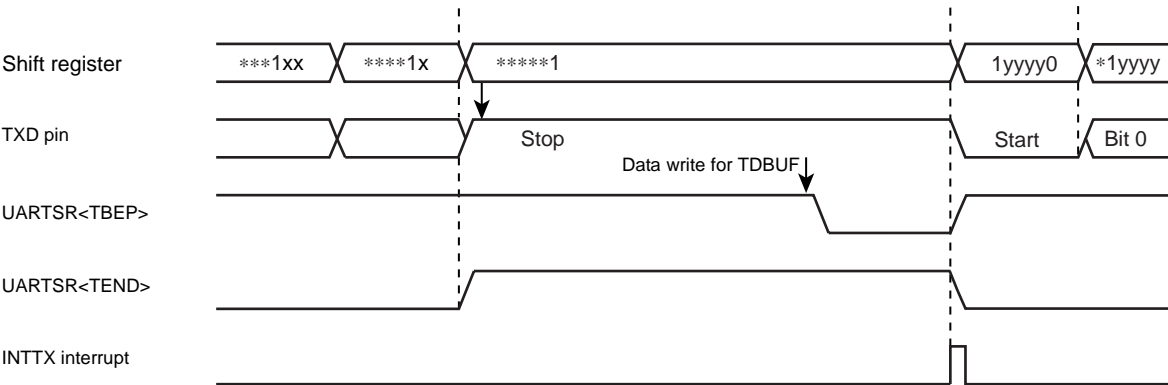 Shift register ***1xx ****1x *****1 1yyyy0 *1yyyy
TXD pin Stop Start Bit 0
Data write for TDBUF
UARTSR<TBEP>
UARTSR<TEND>
INTTX interrupt